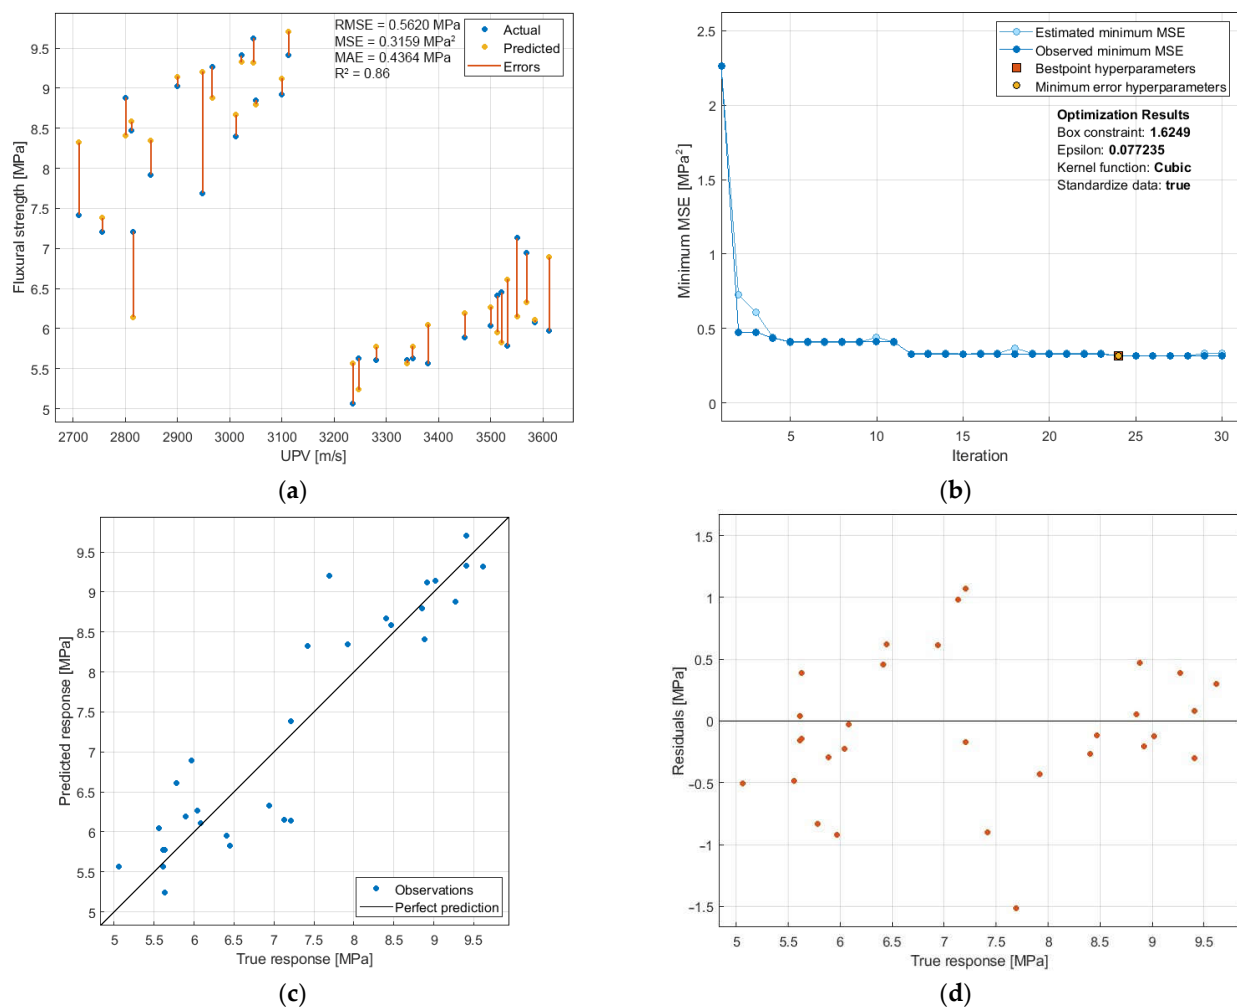 RMSE = 0.5620 MPa
MSE = 0.3159 MPa²
MAE = 0.4364 MPa
R² = 0.86
Actual
Predicted
Errors
9.5
9
8.5
8
7.5
7
6.5
6
5.5
5
Fluxural strength [MPa]
2700 2800 2900 3000 3100 3200 3300 3400 3500 3600
UPV [m/s]
(a)
Estimated minimum MSE
Observed minimum MSE
Bestpoint hyperparameters
Minimum error hyperparameters
Optimization Results
Box constraint: 1.6249
Epsilon: 0.077235
Kernel function: Cubic
Standardize data: true
2.5
2
1.5
1
0.5
0
Minimum MSE [MPa²]
5 10 15 20 25 30
Iteration
(b)
9.5
9
8.5
8
7.5
7
6.5
6
5.5
5
Predicted response [MPa]
Observations
Perfect prediction
5 5.5 6 6.5 7 7.5 8 8.5 9 9.5
True response [MPa]
(c)
1.5
1
0.5
0
-0.5
-1
-1.5
Residuals [MPa]
5 5.5 6 6.5 7 7.5 8 8.5 9 9.5
True response [MPa]
(d)